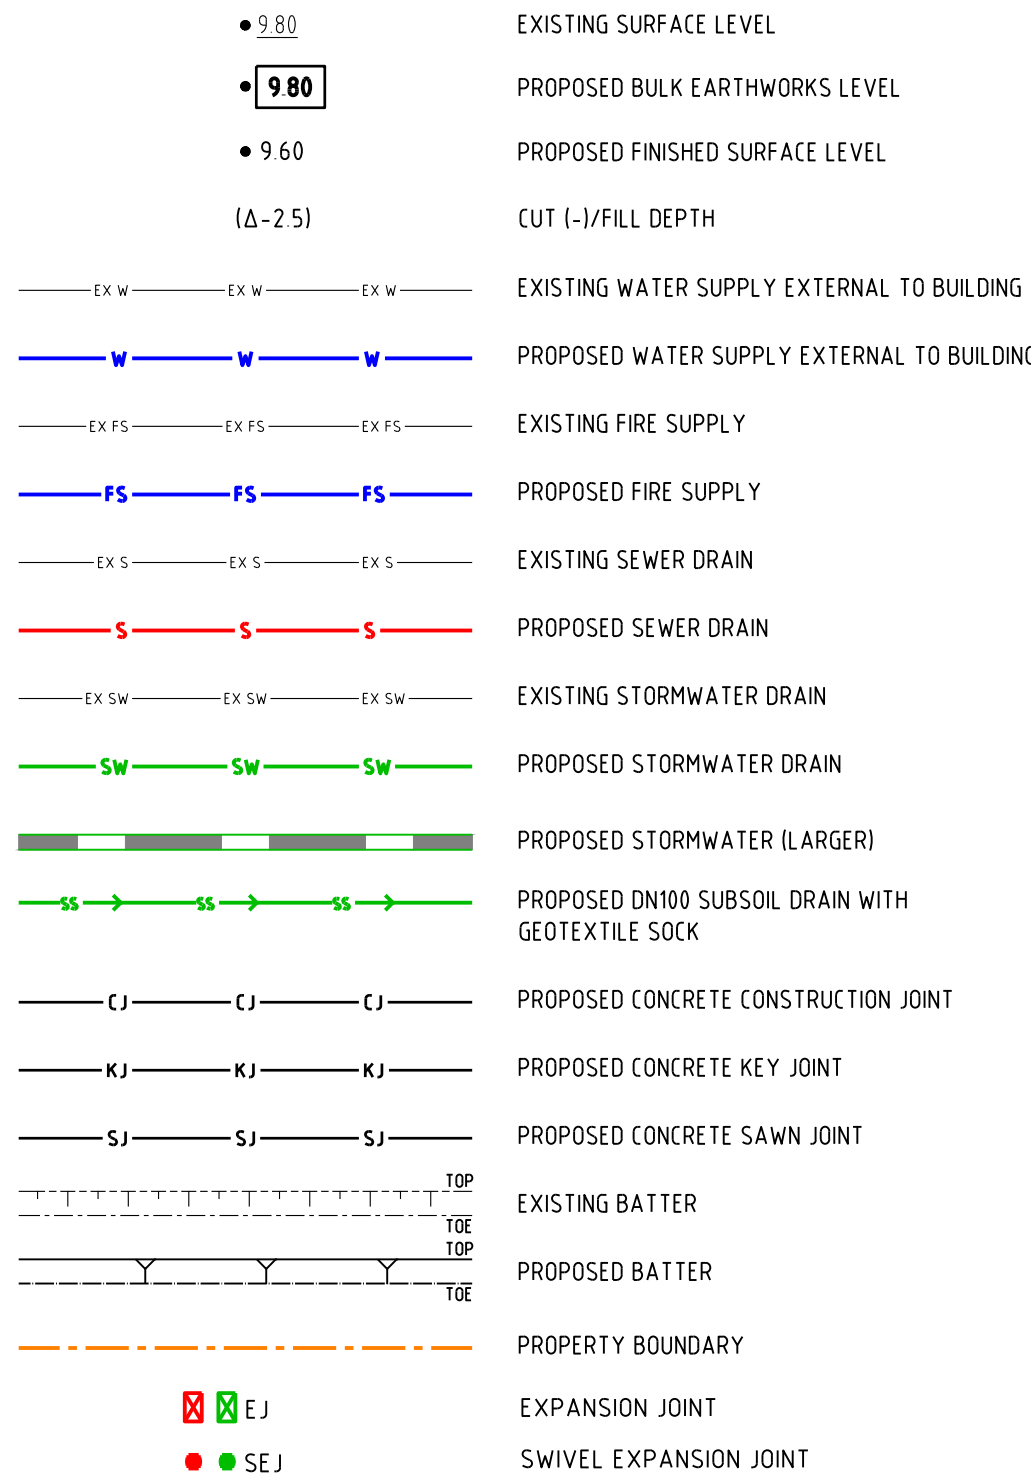 9.80 EXISTING SURFACE LEVEL
9.80 PROPOSED BULK EARTHWORKS LEVEL
9.60 PROPOSED FINISHED SURFACE LEVEL
(Δ-2.5) CUT (-)/FILL DEPTH
EX W EX W EX W EXISTING WATER SUPPLY EXTERNAL TO BUILDING
W W W PROPOSED WATER SUPPLY EXTERNAL TO BUILDING
EX FS EX FS EX FS EXISTING FIRE SUPPLY
FS FS FS PROPOSED FIRE SUPPLY
EX S EX S EX S EXISTING SEWER DRAIN
S S S PROPOSED SEWER DRAIN
EX SW EX SW EX SW EXISTING STORMWATER DRAIN
SW SW SW PROPOSED STORMWATER DRAIN
PROPOSED STORMWATER (LARGER)
SS SS SS PROPOSED DN100 SUBSOIL DRAIN WITH
GEOTEXTILE SOCK
CJ CJ CJ PROPOSED CONCRETE CONSTRUCTION JOINT
KJ KJ KJ PROPOSED CONCRETE KEY JOINT
SJ SJ SJ PROPOSED CONCRETE SAWN JOINT
TOP
EXISTING BATTER
TOE
TOP
PROPOSED BATTER
TOE
PROPERTY BOUNDARY
EJ EXPANSION JOINT
SEJ SWIVEL EXPANSION JOINT